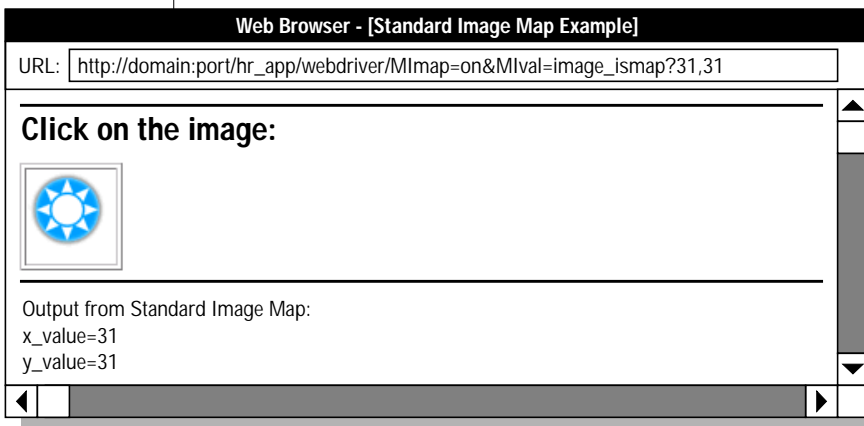 Web Browser - [Standard Image Map Example]
URL: http://domain:port/hr_app/webdriver/MImap=on&MIval=image_ismap?31,31
Click on the image:
Output from Standard Image Map:
x_value=31
y_value=31